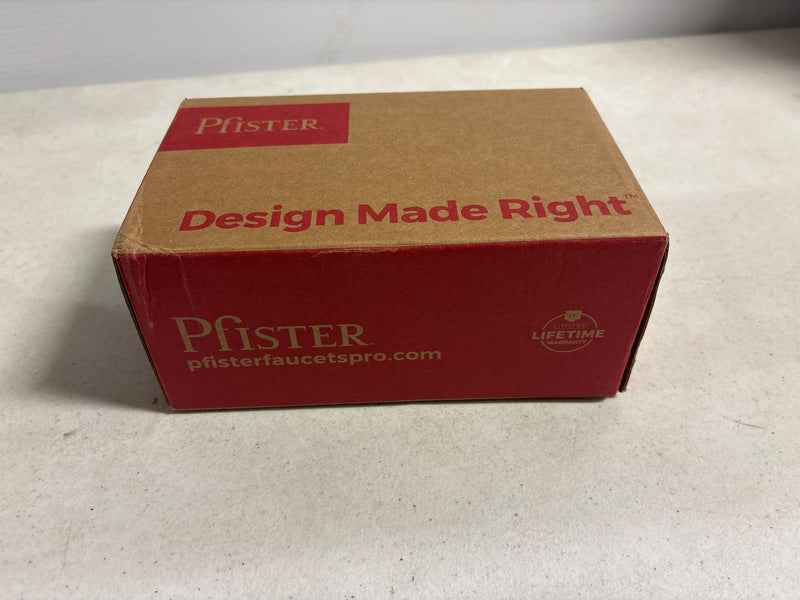 Pfister.
Design Made Right™
Pfister.
pfisterfaucetspro.com
LIMITED
LIFETIME
WARRANTY